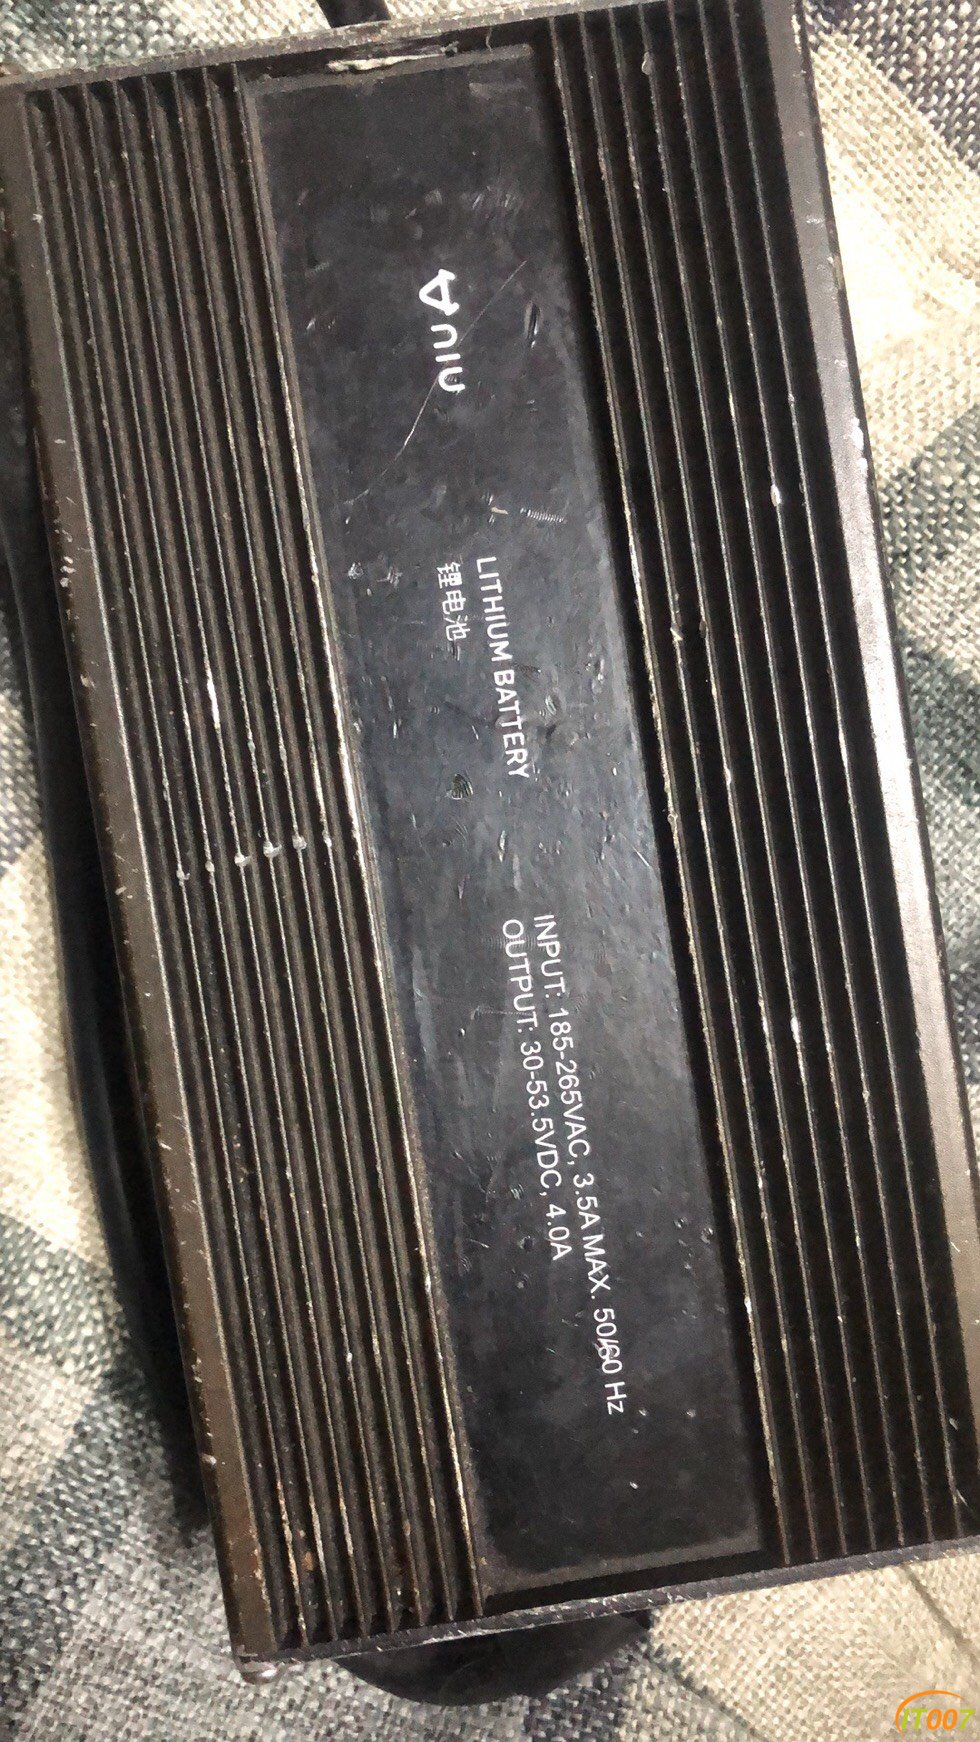 niu
LITHIUM BATTERY
锂电池
INPUT: 185-265VAC, 3.5A MAX. 50/60 Hz
OUTPUT: 30-53.5VDC, 4.0A
IT007